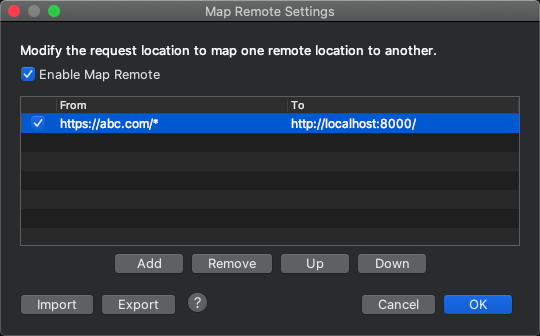 Map Remote Settings
Modify the request location to map one remote location to another.
Enable Map Remote
From To
https://abc.com/* http://localhost:8000/
Add Remove Up Down
Import Export ? Cancel OK